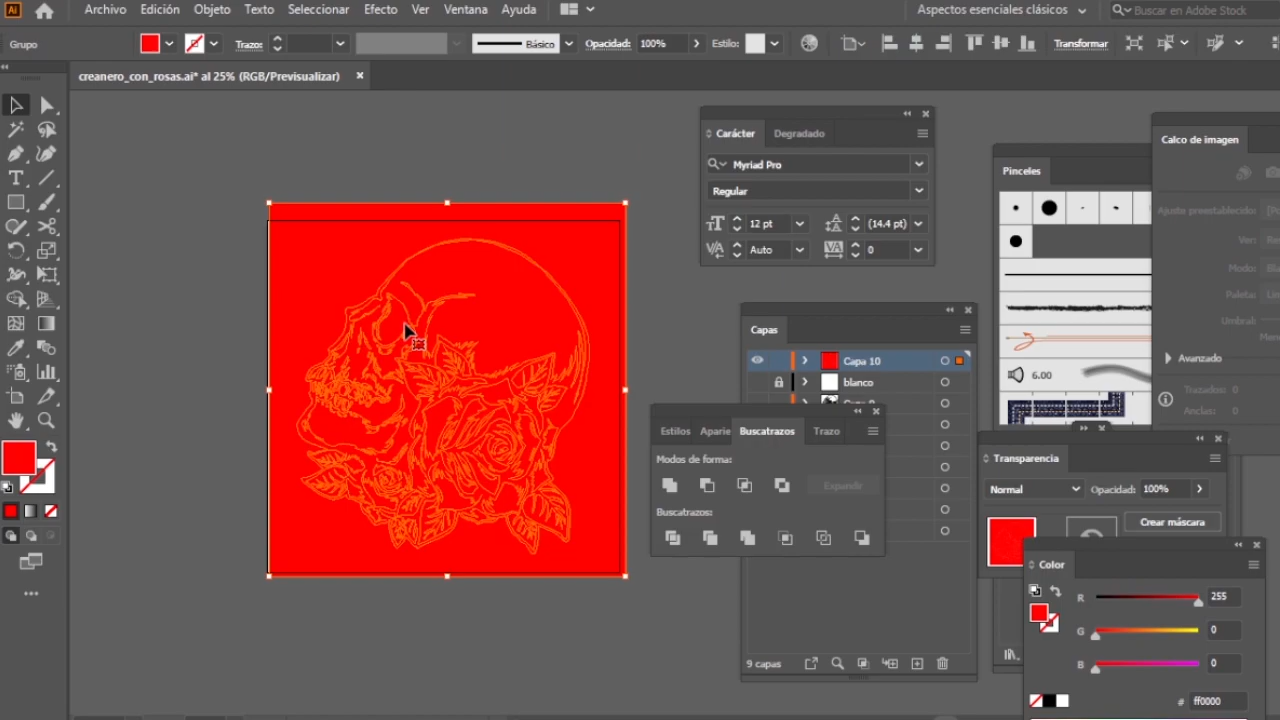 Ai Archivo Edición Objeto Texto Seleccionar Efecto Ver Ventana Ayuda Aspectos esenciales clásicos Buscar en Adobe Stock
Grupo Trazo: Básico Opacidad: 100% Estilo: Transformar
creanero_con_rosas.ai* al 25% (RGB/Previsualizar)
Carácter Degradado
Myriad Pro
Regular
12 pt (14.4 pt)
Auto 0
Pinceles
6.00
Calco de imagen
Ajuste preestablecido:
Ver:
Modo:
Paleta:
Umbral:
Avanzado
Trazados: 0
Anclas: 0
Capas
Capa 10
blanco
9 capas
Estilos Aparie Buscatrazos Trazo
Modos de forma:
Expandir
Buscatrazos:
Transparencia
Normal Opacidad: 100%
Crear máscara
Color
R 255
G 0
B 0
# ff0000